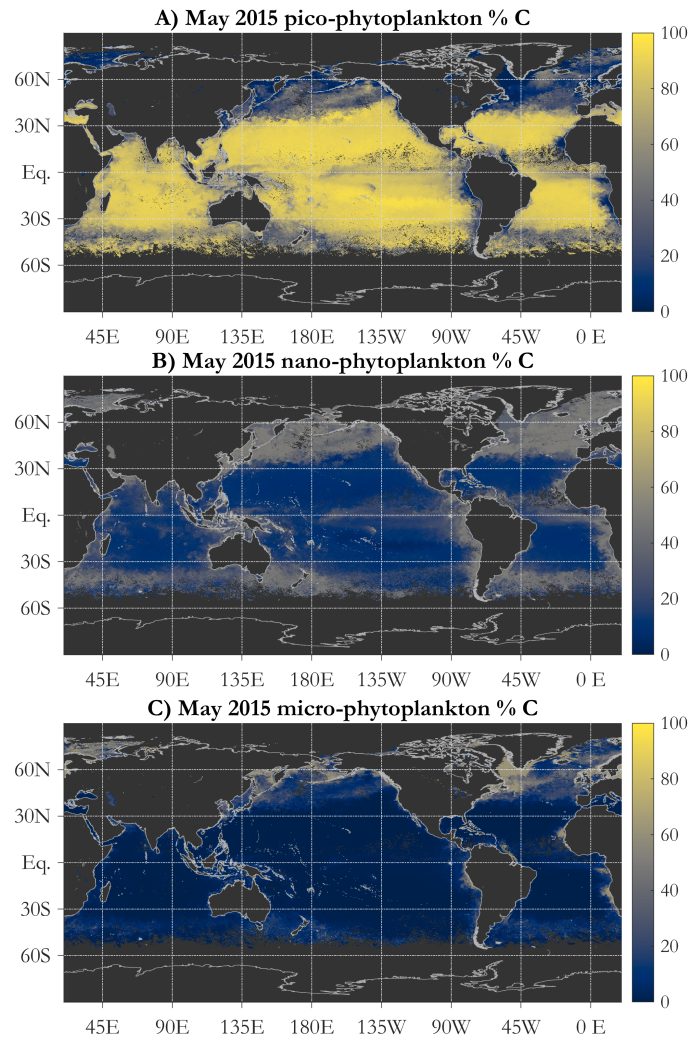 A) May 2015 pico-phytoplankton % C
100
60N
80
30N
60
Eq.
40
30S
20
60S
0
45E 90E 135E 180E 135W 90W 45W 0 E
B) May 2015 nano-phytoplankton % C
100
60N
80
30N
60
Eq.
40
30S
20
60S
0
45E 90E 135E 180E 135W 90W 45W 0 E
C) May 2015 micro-phytoplankton % C
100
60N
80
30N
60
Eq.
40
30S
20
60S
0
45E 90E 135E 180E 135W 90W 45W 0 E